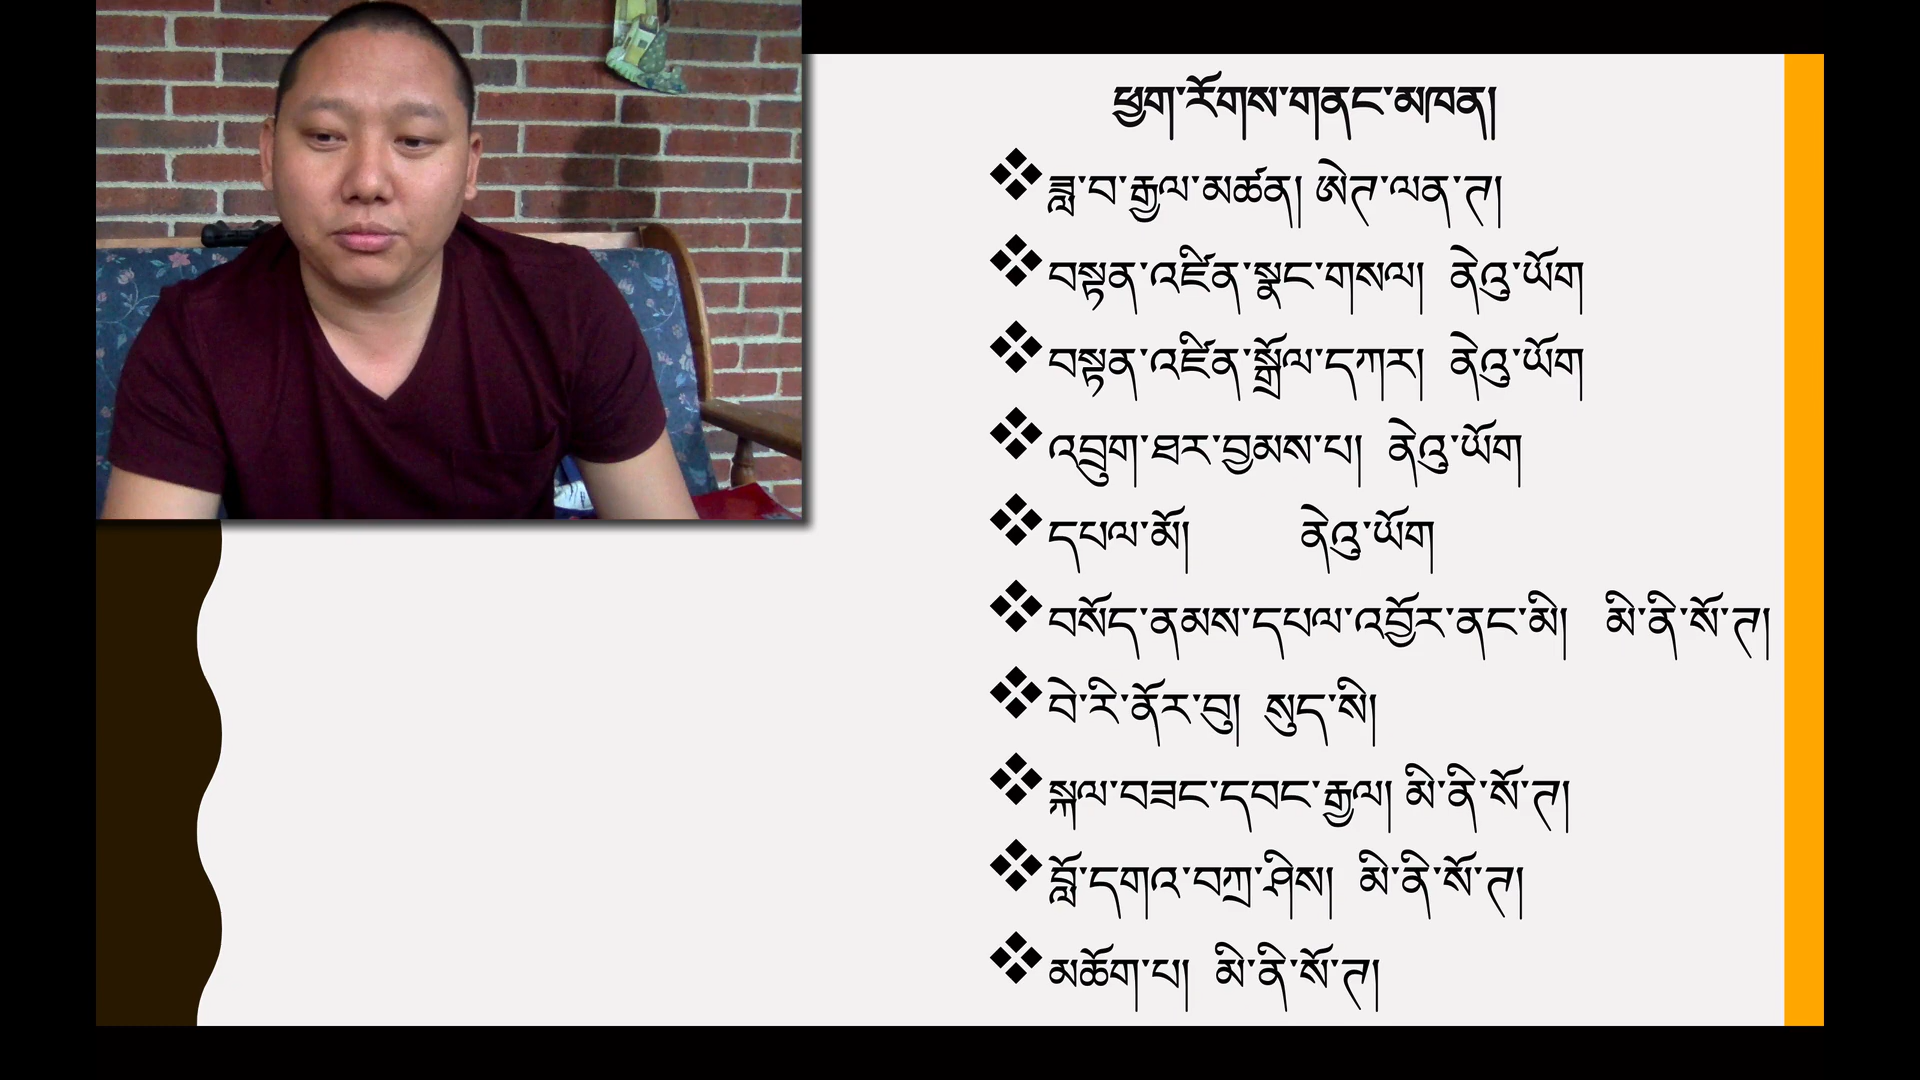 ཕྱག་རོགས་གནང་མཁན།
❖ཟླ་བ་རྒྱལ་མཚན། ཨེཊ་ལན་ཊ།
❖བསྟན་འཛིན་སྣང་གསལ། ནེའུ་ཡོག
❖བསྟན་འཛིན་སྒྲོལ་དཀར། ནེའུ་ཡོག
❖འབྲུག་ཐར་བྱམས་པ། ནེའུ་ཡོག
❖དཔལ་མོ། ནེའུ་ཡོག
❖བསོད་ནམས་དཔལ་འབྱོར་ནང་མི། མི་ནི་སོ་ཊ།
❖བེ་རི་ནོར་བུ། སུད་སི།
❖སྐལ་བཟང་དབང་རྒྱལ། མི་ནི་སོ་ཊ།
❖བློ་དགའ་བཀྲ་ཤིས། མི་ནི་སོ་ཊ།
❖མཆོག་པ། མི་ནི་སོ་ཊ།